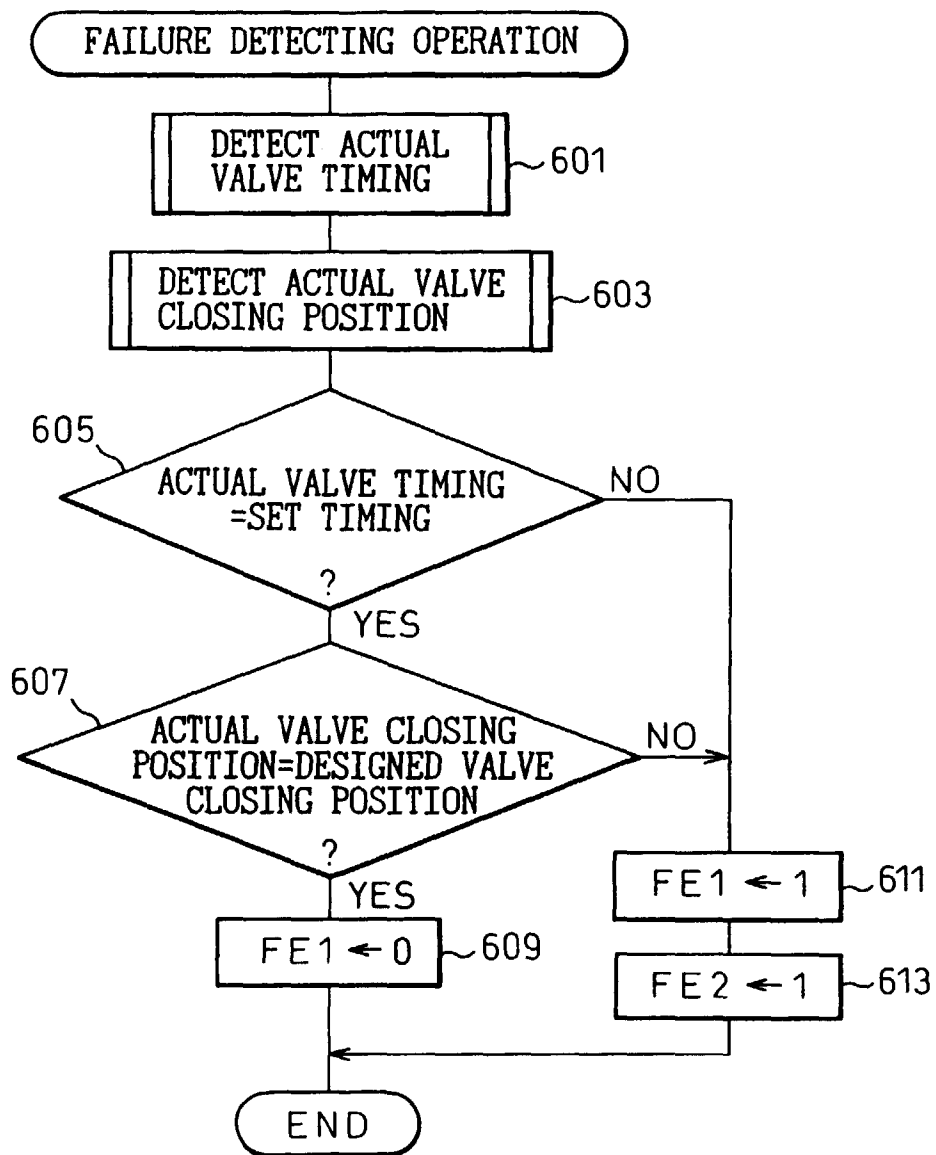 FAILURE DETECTING OPERATION
DETECT ACTUAL
VALVE TIMING
601
DETECT ACTUAL VALVE
CLOSING POSITION
603
605
ACTUAL VALVE TIMING
=SET TIMING
?
NO
YES
607
ACTUAL VALVE CLOSING
POSITION=DESIGNED VALVE
CLOSING POSITION
?
NO
YES
FE1 ← 1
611
FE1 ← 0
609
FE2 ← 1
613
END